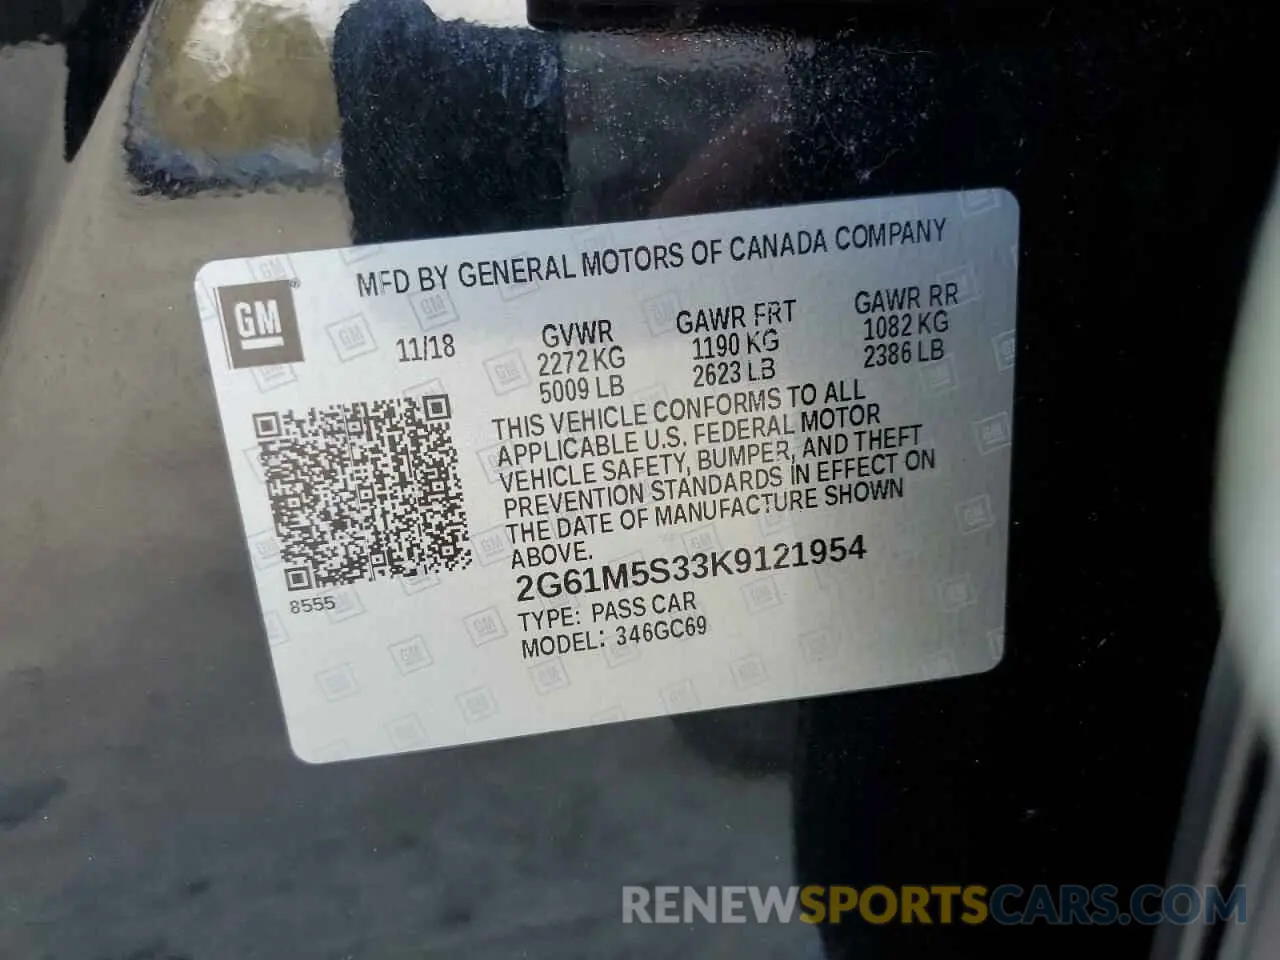 MFD BY GENERAL MOTORS OF CANADA COMPANY
GM®
11/18
GVWR
2272 KG
5009 LB
GAWR FRT
1190 KG
2623 LB
GAWR RR
1082 KG
2386 LB
THIS VEHICLE CONFORMS TO ALL
APPLICABLE U.S. FEDERAL MOTOR
VEHICLE SAFETY, BUMPER, AND THEFT
PREVENTION STANDARDS IN EFFECT ON
THE DATE OF MANUFACTURE SHOWN
ABOVE.
8555
2G61M5S33K9121954
TYPE: PASS CAR
MODEL: 346GC69
RENEWSPORTSCARS.COM